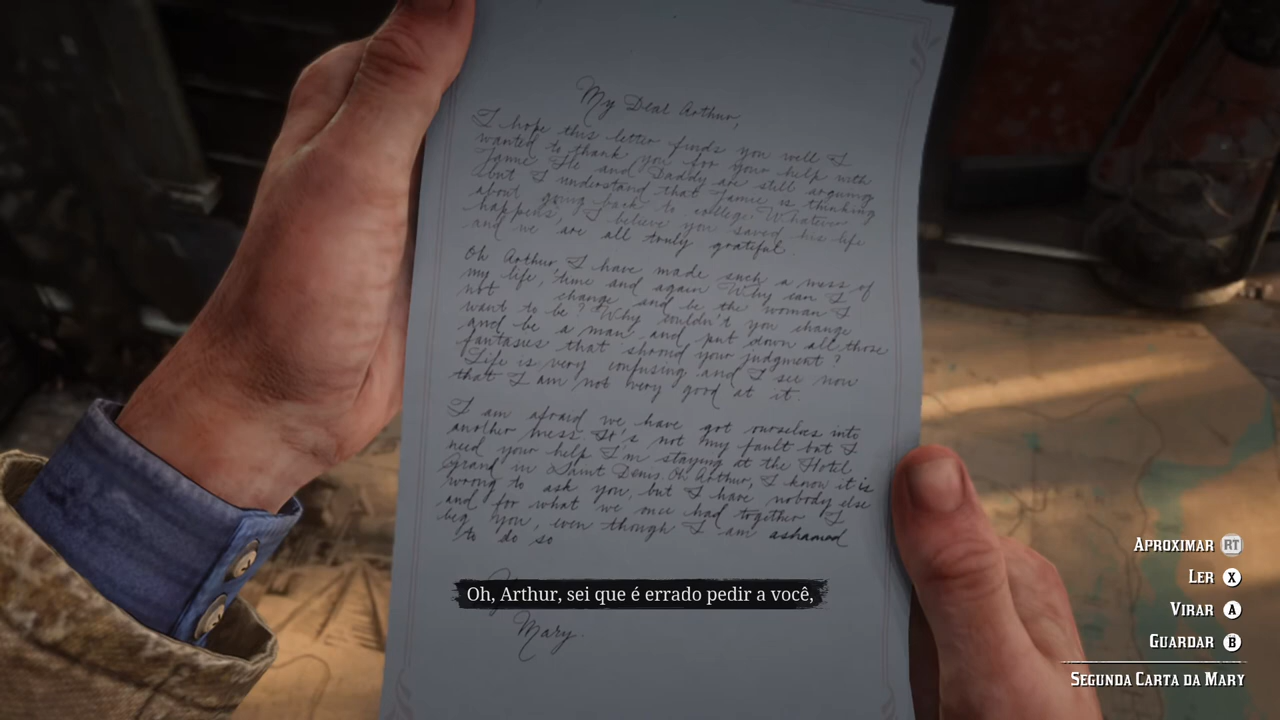 My Dear Arthur,
I hope this letter finds you well I
wanted to thank you for your help with
Jamie. He and Daddy are still arguing
but I understand that Jamie is thinking
about going back to college. Whatever
happens, I believe you saved his life
and we are all truly grateful.
Oh Arthur, I have made such a mess of
my life, time and again Why can I
not change and be the woman I
want to be? Why couldn't you change
and be a man and put down all those
fantasies that shroud your judgment?
Life is very confusing and I see now
that I am not very good at it.
I am afraid we have got ourselves into
another mess. It's not my fault but I
need your help I'm staying at the Hotel
Grand in Saint Denis. Oh Arthur, I know it is
wrong to ask you, but I have nobody else
and for what we once had together I
beg you, even though I am ashamed
to do so
Oh, Arthur, sei que é errado pedir a você,
Mary.
APROXIMAR RT
LER X
VIRAR A
GUARDAR B
SEGUNDA CARTA DA MARY